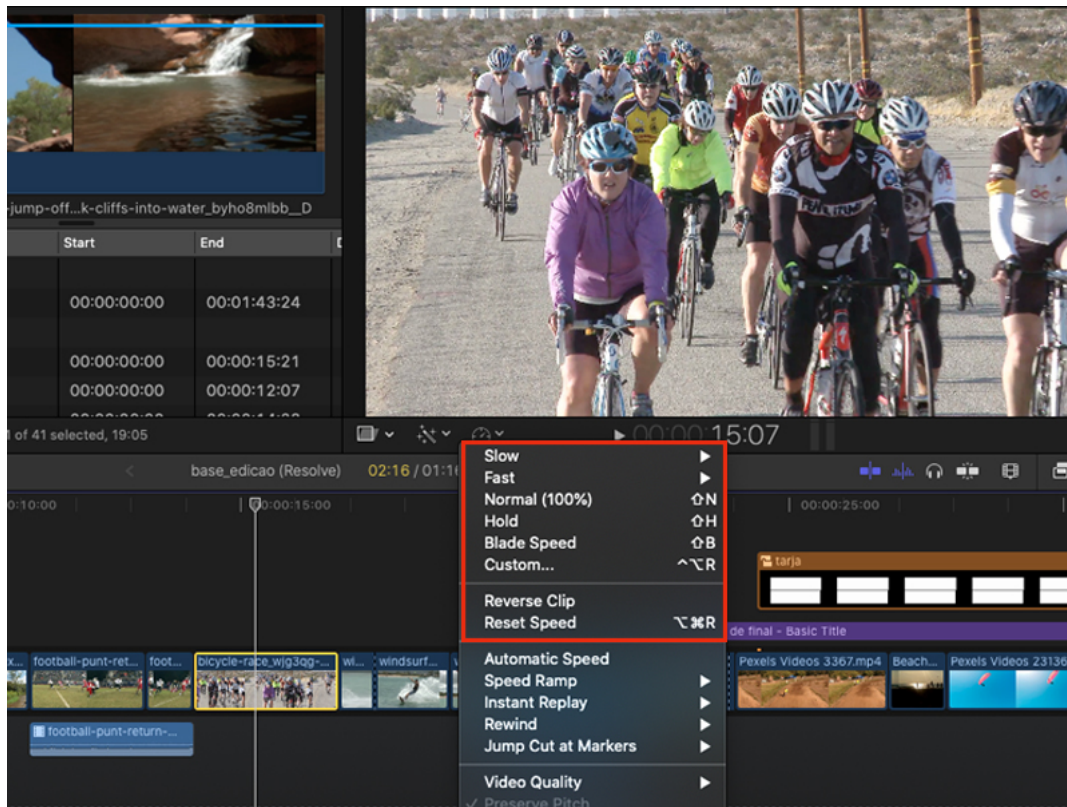 -jump-off...k-cliffs-into-water_byho8mlbb__D
Start End
00:00:00:00 00:01:43:24
00:00:00:00 00:00:15:21
00:00:00:00 00:00:12:07
of 41 selected, 19:05
00:00:15:07
base_edicao (Resolve) 02:16 / 01:16
Slow
Fast
Normal (100%) ⇧N
Hold ⇧H
Blade Speed ⇧B
Custom... ⌃⌥R
Reverse Clip
Reset Speed ⌥⌘R
Automatic Speed
Speed Ramp
Instant Replay
Rewind
Jump Cut at Markers
Video Quality
✓ Preserve Pitch
0:10:00 00:00:15:00 00:00:25:00
tarja
de final - Basic Title
football-punt-ret... foot... bicycle-race_wjg3qg-... wi... windsurf... Pexels Videos 3367.mp4 Beach... Pexels Videos 23136
football-punt-return-...